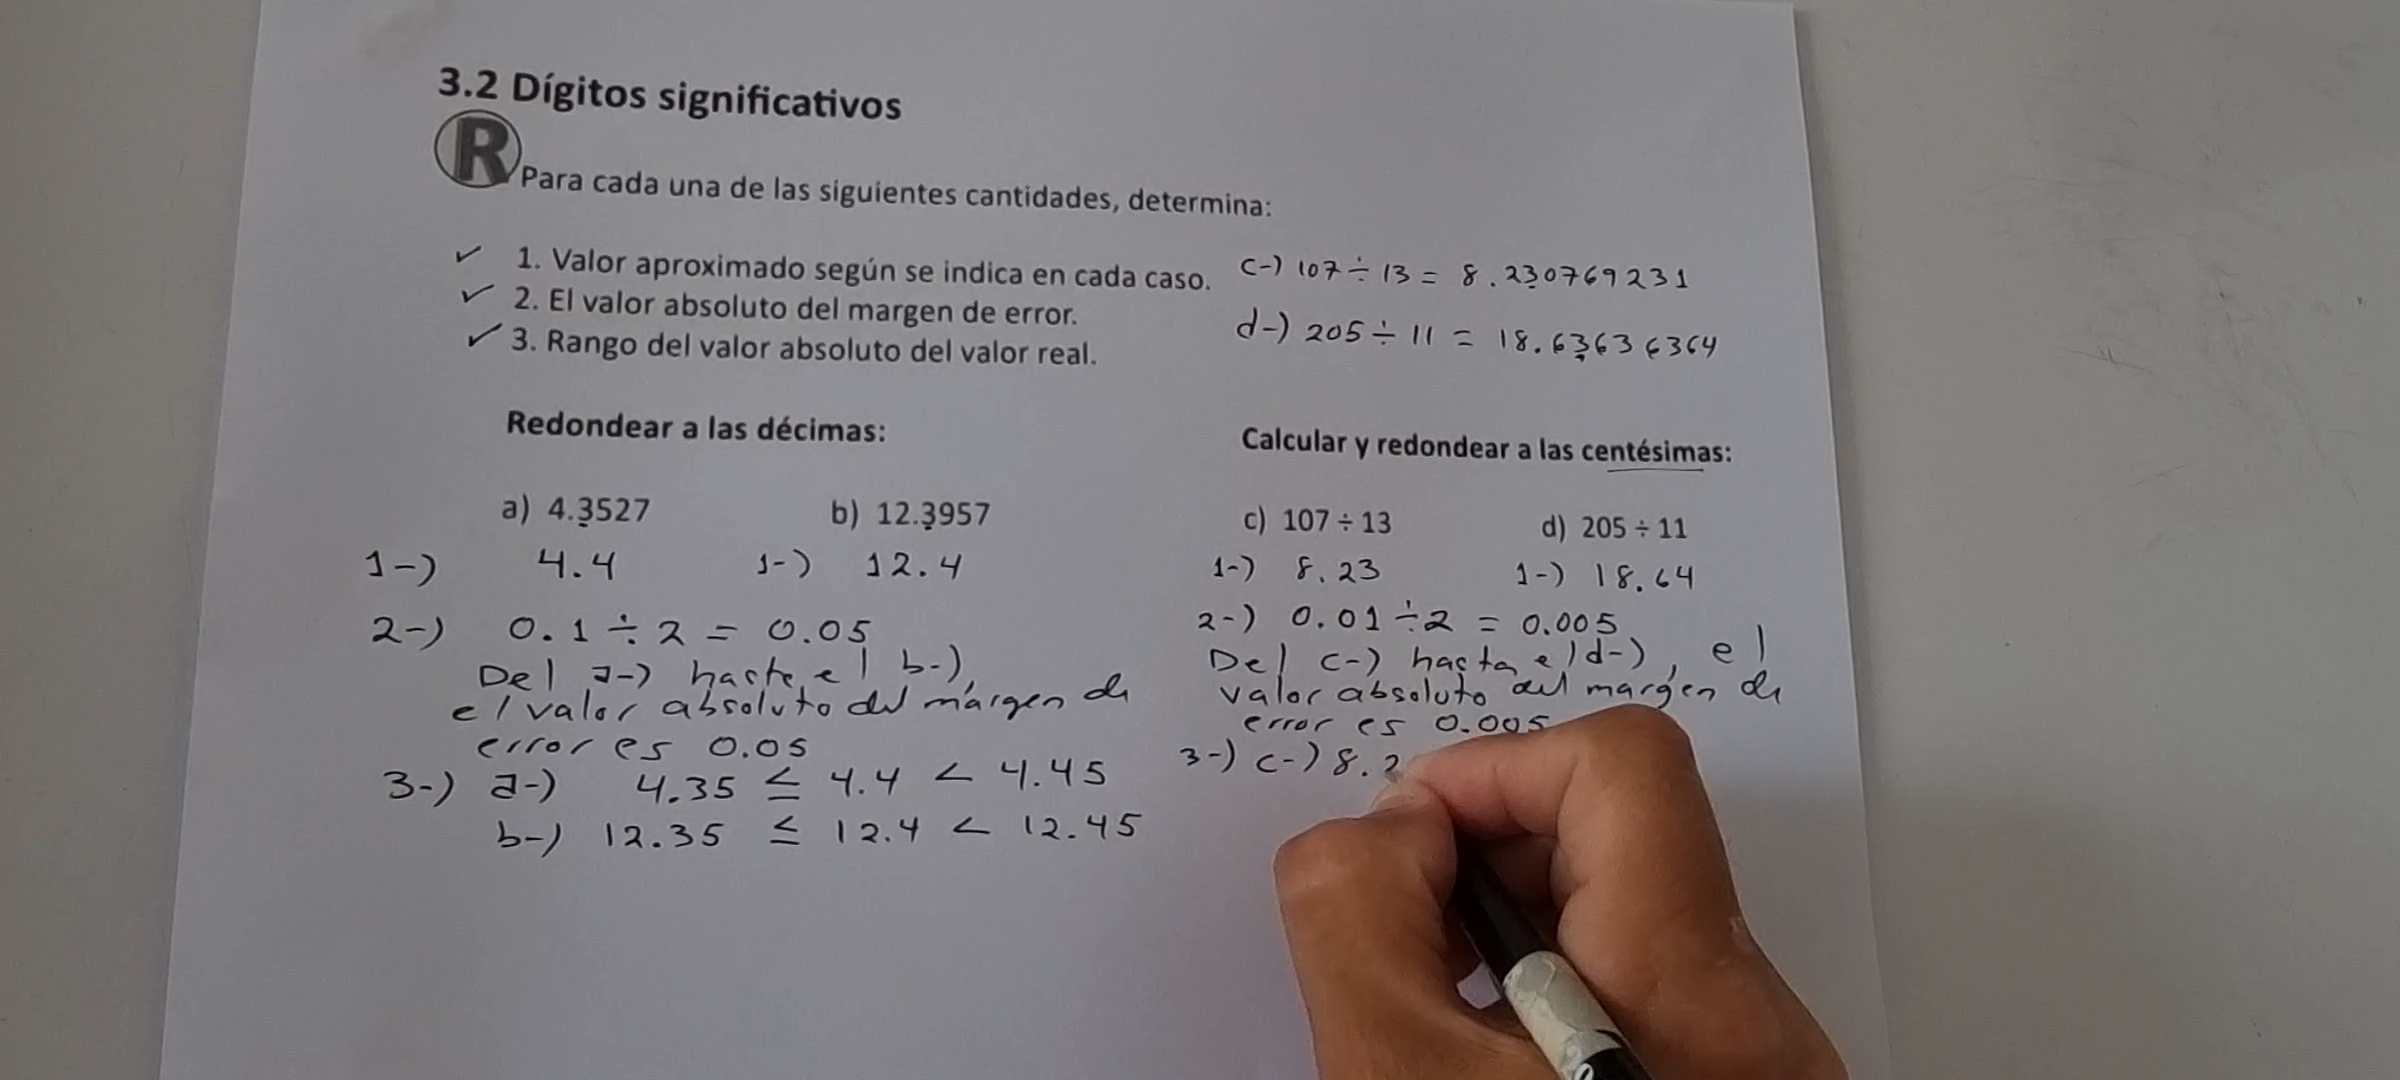 3.2 Dígitos significativos
R
Para cada una de las siguientes cantidades, determina:
✓ 1. Valor aproximado según se indica en cada caso.
✓ 2. El valor absoluto del margen de error.
✓ 3. Rango del valor absoluto del valor real.
c-) 107 ÷ 13 = 8.230769231
d-) 205 ÷ 11 = 18.63636364
Redondear a las décimas:
a) 4.3527 b) 12.3957
1-) 4.4 1-) 12.4
2-) 0.1 ÷ 2 = 0.05
Del a-) haste el b-),
el valor absoluto del márgen de
error es 0.05
3-) a-) 4.35 ≤ 4.4 < 4.45
b-) 12.35 ≤ 12.4 < 12.45
Calcular y redondear a las centésimas:
c) 107 ÷ 13 d) 205 ÷ 11
1-) 8.23 1-) 18.64
2-) 0.01 ÷ 2 = 0.005
Del c-) hasta el d-), el
valor absoluto del margen de
error es 0.005
3-) c-) 8.2